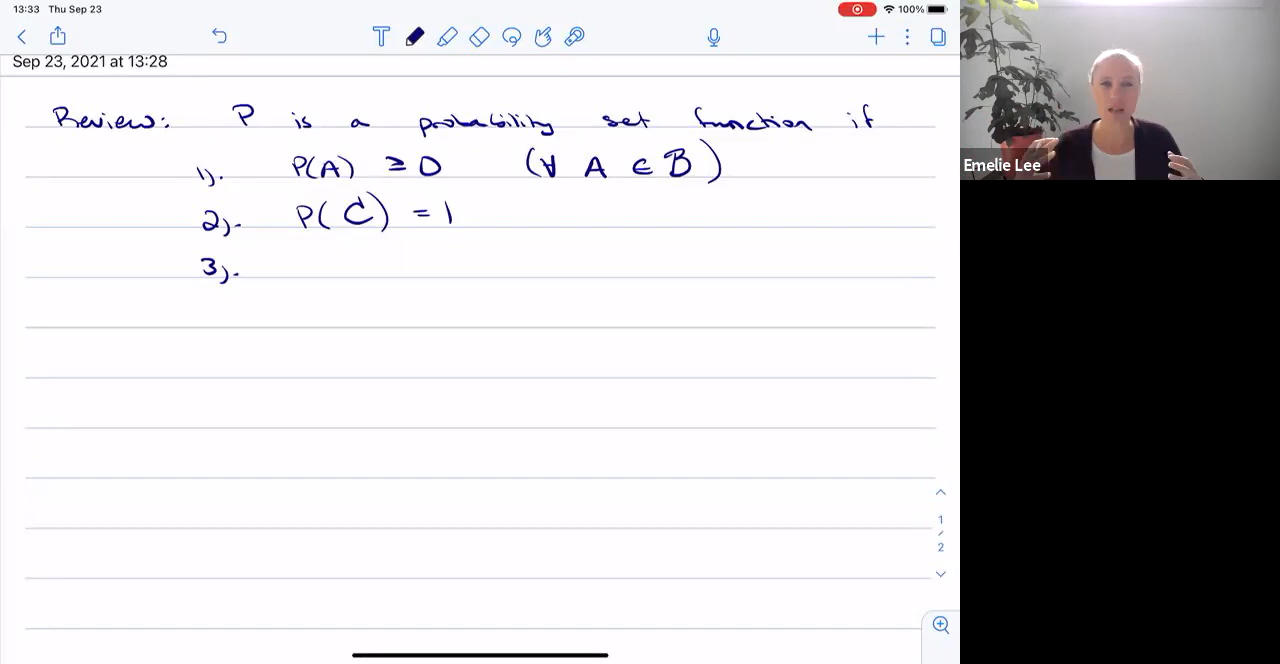 13:33 Thu Sep 23
100%
Sep 23, 2021 at 13:28
Review: P is a probability set function if
1). P(A) ≥ 0 (∀ A ∈ B)
2). P(C) = 1
3).
Emelie Lee
1
2